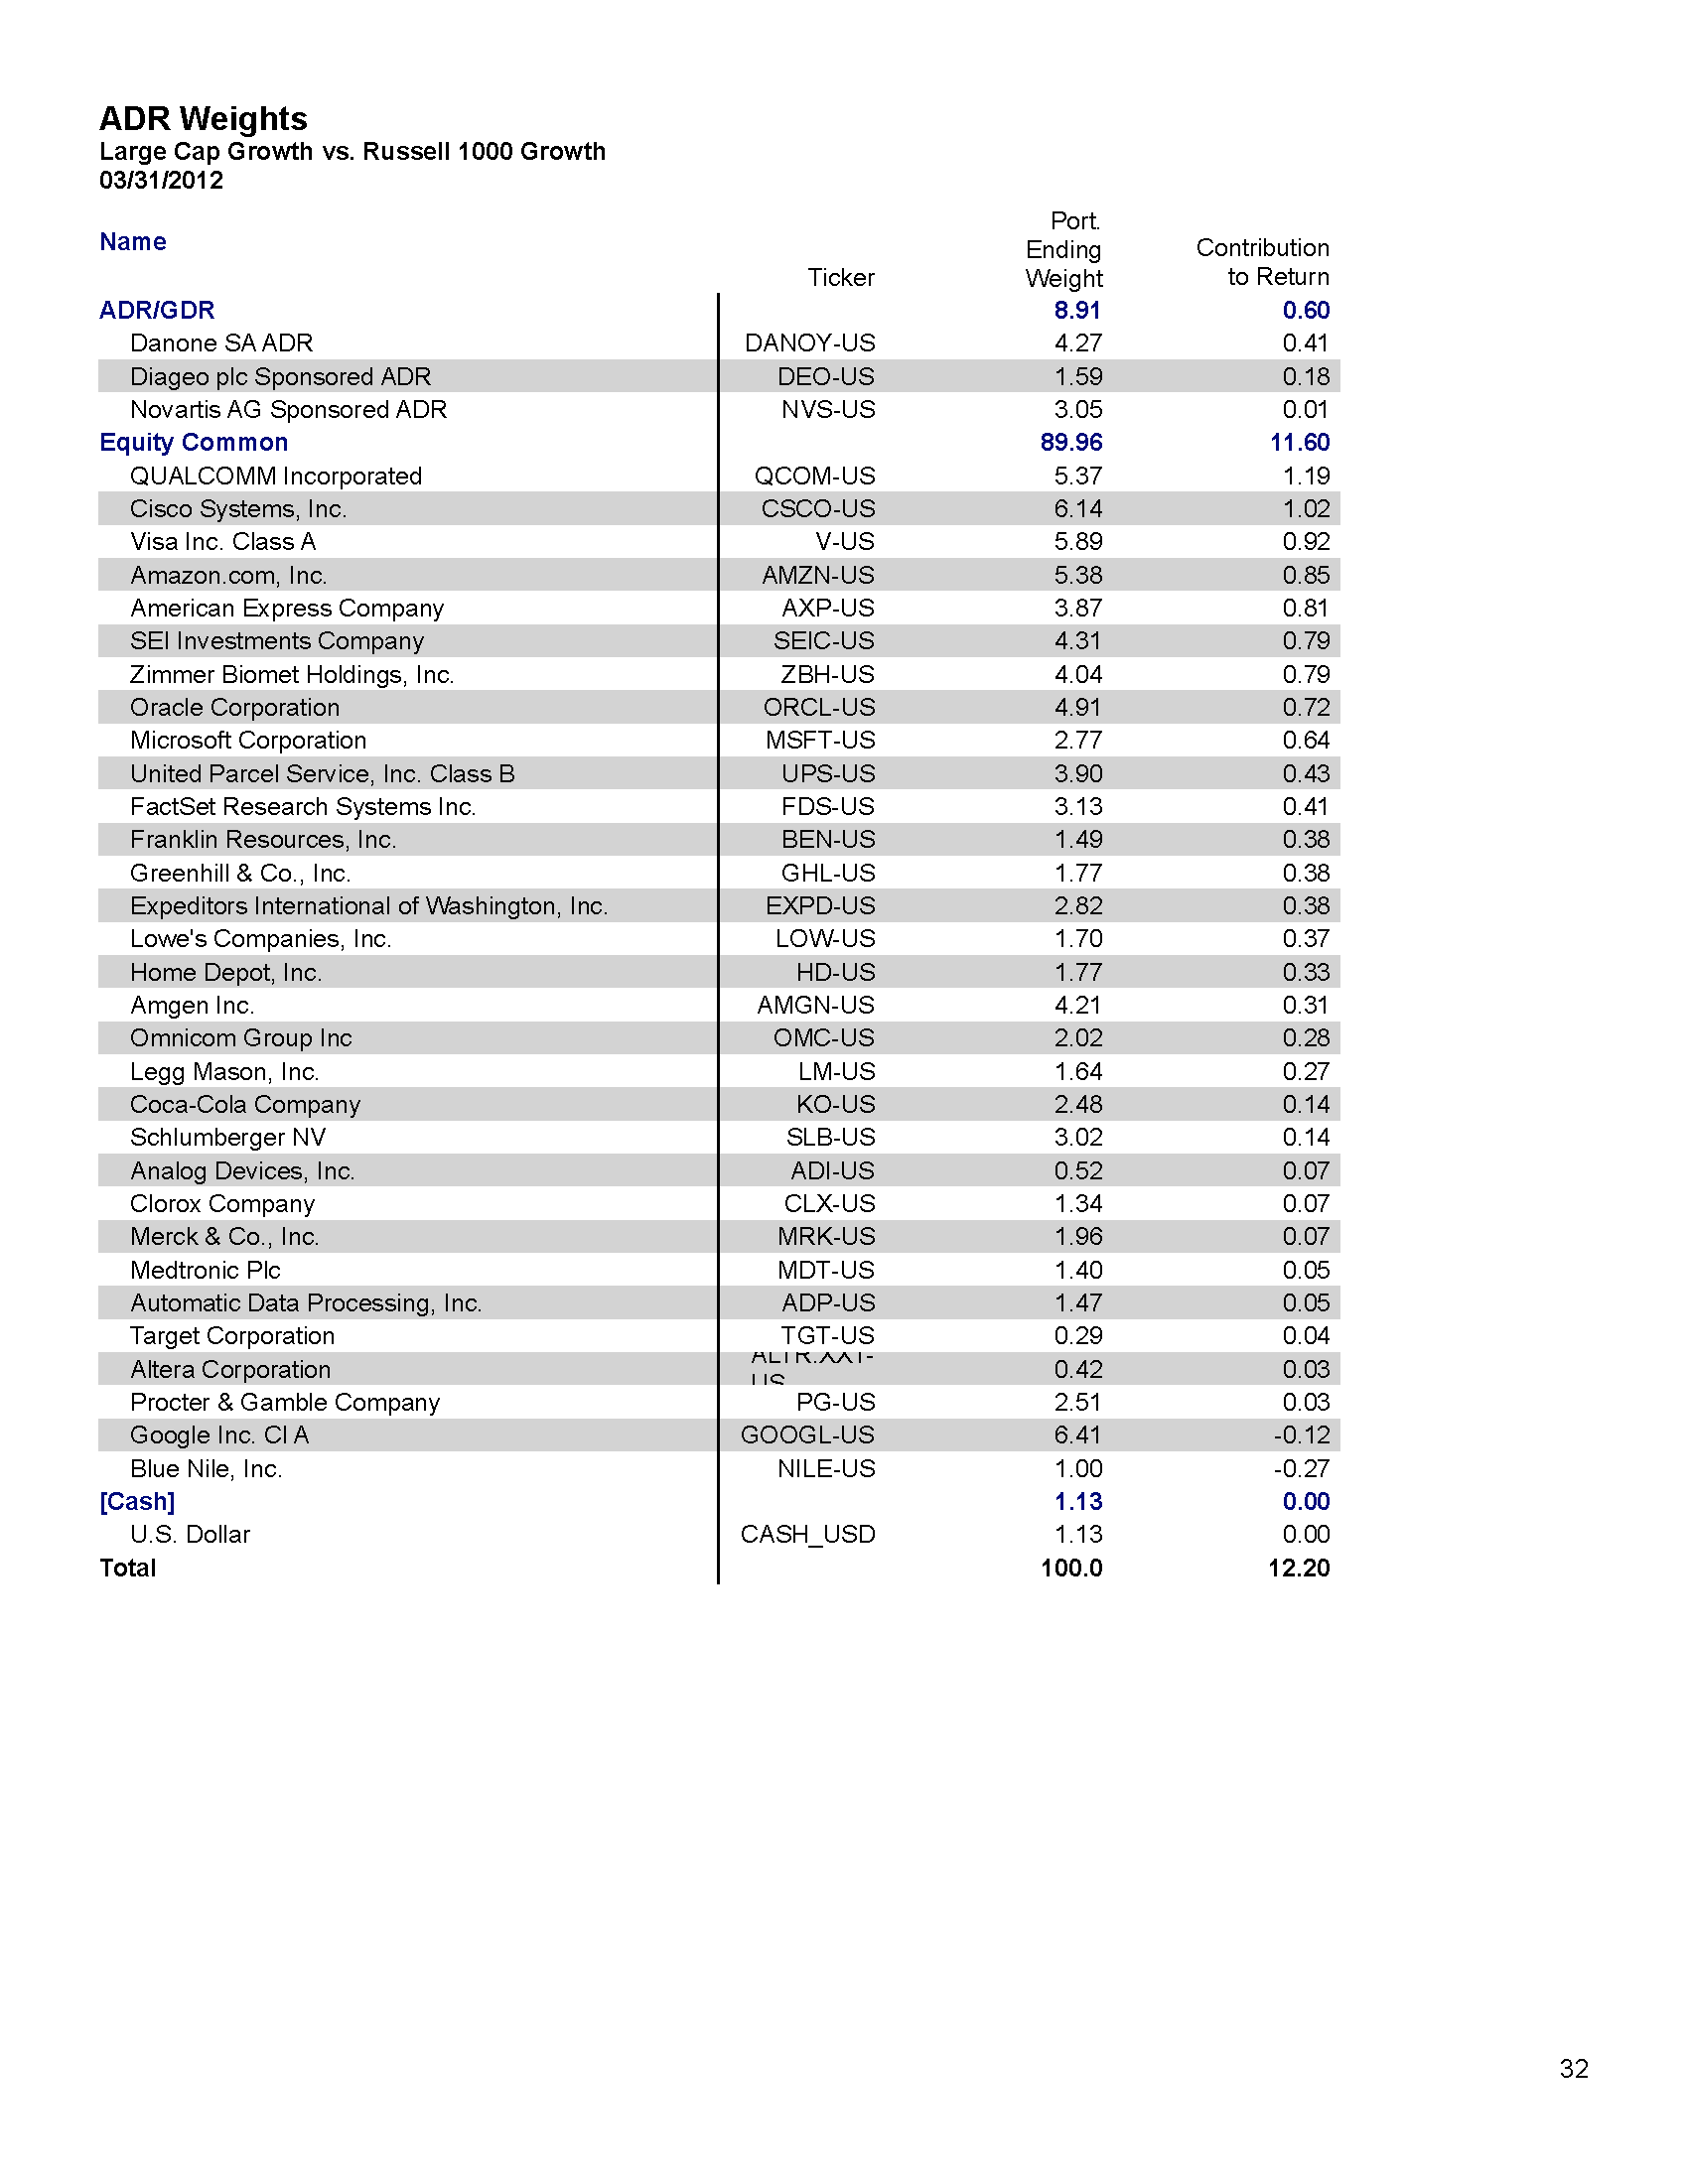 ADR Weights
Large Cap Growth vs. Russell 1000 Growth
03/31/2012
Name Ticker Port. Ending Weight Contribution to Return
ADR/GDR 8.91 0.60
Danone SA ADR DANOY-US 4.27 0.41
Diageo plc Sponsored ADR DEO-US 1.59 0.18
Novartis AG Sponsored ADR NVS-US 3.05 0.01
Equity Common 89.96 11.60
QUALCOMM Incorporated QCOM-US 5.37 1.19
Cisco Systems, Inc. CSCO-US 6.14 1.02
Visa Inc. Class A V-US 5.89 0.92
Amazon.com, Inc. AMZN-US 5.38 0.85
American Express Company AXP-US 3.87 0.81
SEI Investments Company SEIC-US 4.31 0.79
Zimmer Biomet Holdings, Inc. ZBH-US 4.04 0.79
Oracle Corporation ORCL-US 4.91 0.72
Microsoft Corporation MSFT-US 2.77 0.64
United Parcel Service, Inc. Class B UPS-US 3.90 0.43
FactSet Research Systems Inc. FDS-US 3.13 0.41
Franklin Resources, Inc. BEN-US 1.49 0.38
Greenhill & Co., Inc. GHL-US 1.77 0.38
Expeditors International of Washington, Inc. EXPD-US 2.82 0.38
Lowe's Companies, Inc. LOW-US 1.70 0.37
Home Depot, Inc. HD-US 1.77 0.33
Amgen Inc. AMGN-US 4.21 0.31
Omnicom Group Inc OMC-US 2.02 0.28
Legg Mason, Inc. LM-US 1.64 0.27
Coca-Cola Company KO-US 2.48 0.14
Schlumberger NV SLB-US 3.02 0.14
Analog Devices, Inc. ADI-US 0.52 0.07
Clorox Company CLX-US 1.34 0.07
Merck & Co., Inc. MRK-US 1.96 0.07
Medtronic Plc MDT-US 1.40 0.05
Automatic Data Processing, Inc. ADP-US 1.47 0.05
Target Corporation TGT-US 0.29 0.04
Altera Corporation 0.42 0.03
Procter & Gamble Company PG-US 2.51 0.03
Google Inc. Cl A GOOGL-US 6.41 -0.12
Blue Nile, Inc. NILE-US 1.00 -0.27
[Cash] 1.13 0.00
U.S. Dollar CASH_USD 1.13 0.00
Total 100.0 12.20
32